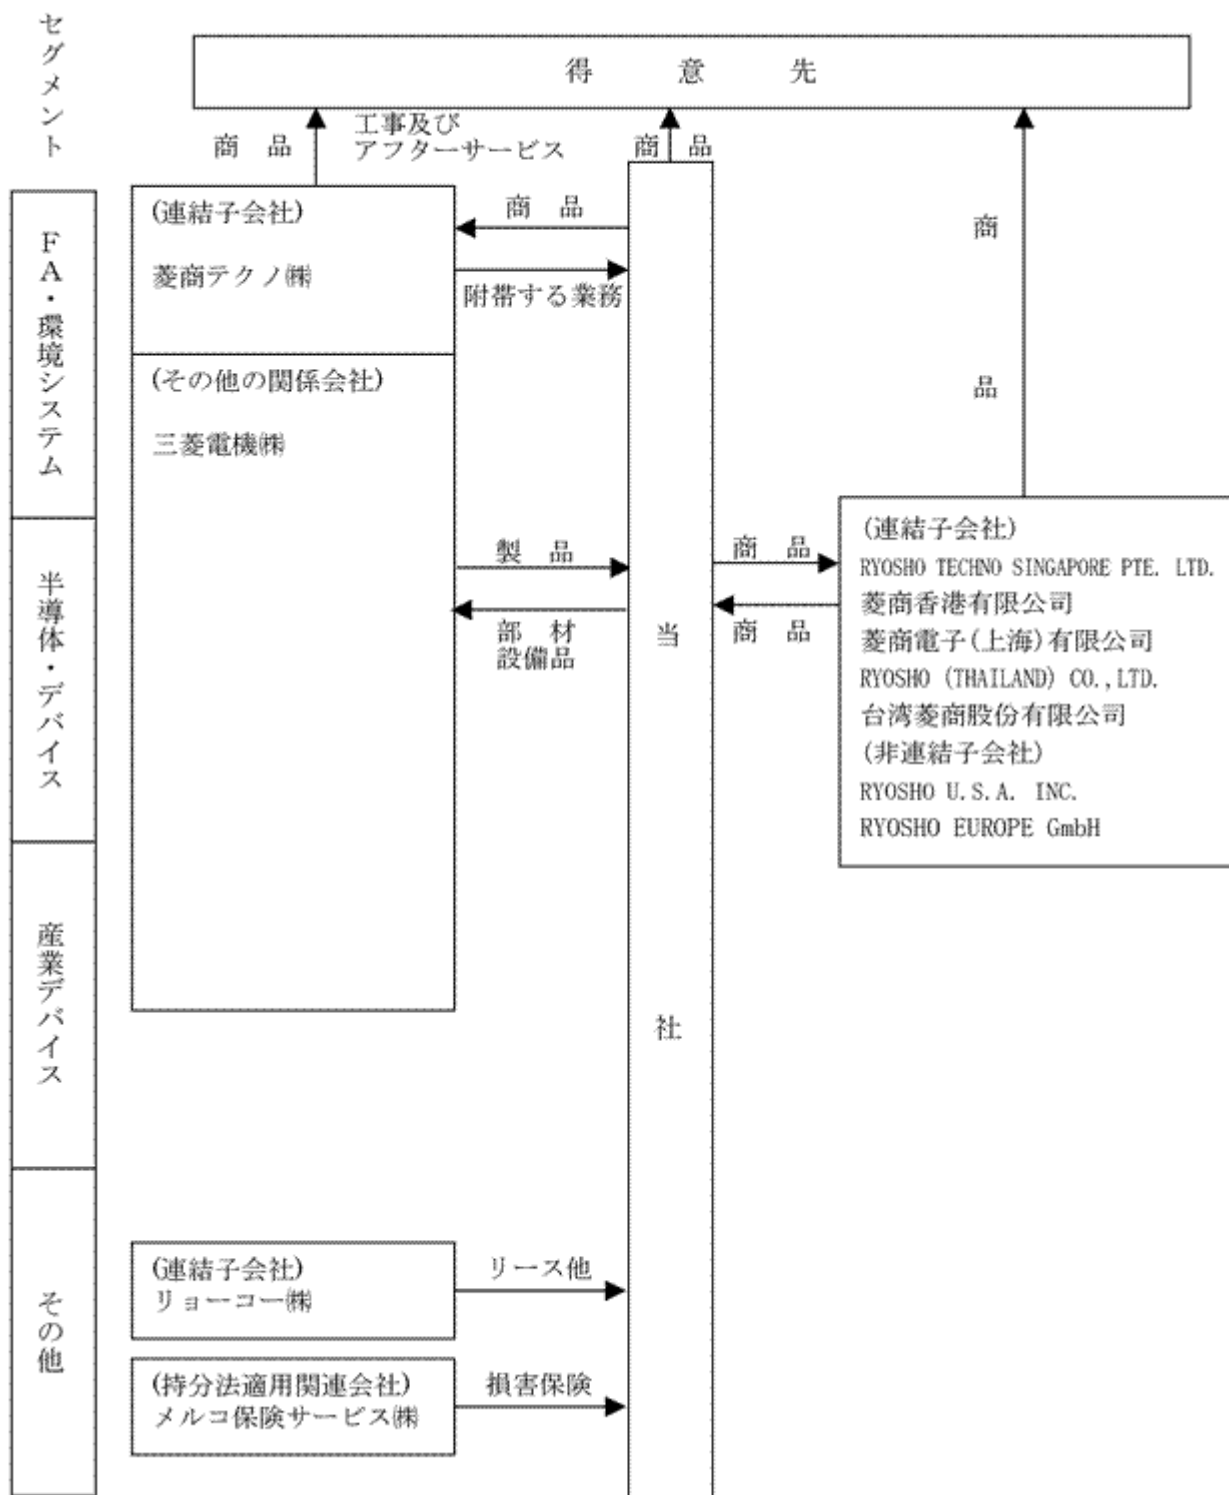 セグメント
得意先
商品
工事及び
アフターサービス
商品
FA・環境システム
(連結子会社)
菱商テクノ㈱
商品
附帯する業務
商品
(その他の関係会社)
三菱電機㈱
半導体・デバイス
製品
部材
設備品
当社
商品
商品
(連結子会社)
RYOSHO TECHNO SINGAPORE PTE. LTD.
菱商香港有限公司
菱商電子(上海)有限公司
RYOSHO (THAILAND) CO.,LTD.
台湾菱商股份有限公司
(非連結子会社)
RYOSHO U.S.A. INC.
RYOSHO EUROPE GmbH
産業デバイス
その他
(連結子会社)
リョーコー㈱
リース他
(持分法適用関連会社)
メルコ保険サービス㈱
損害保険